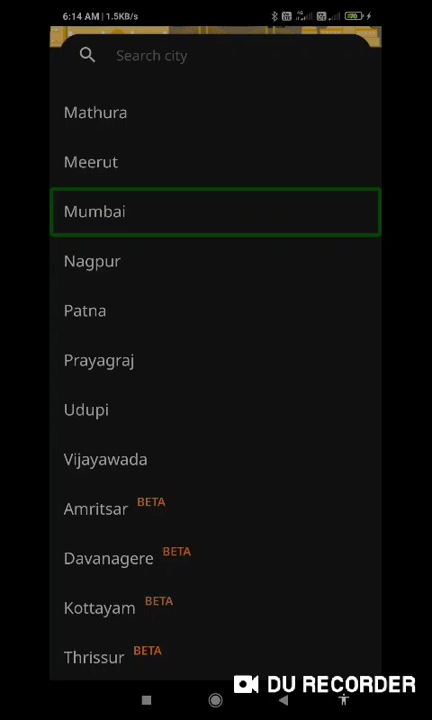 6:14 AM | 1.5KB/s
Search city
Mathura
Meerut
Mumbai
Nagpur
Patna
Prayagraj
Udupi
Vijayawada
Amritsar BETA
Davanagere BETA
Kottayam BETA
Thrissur BETA
DU RECORDER